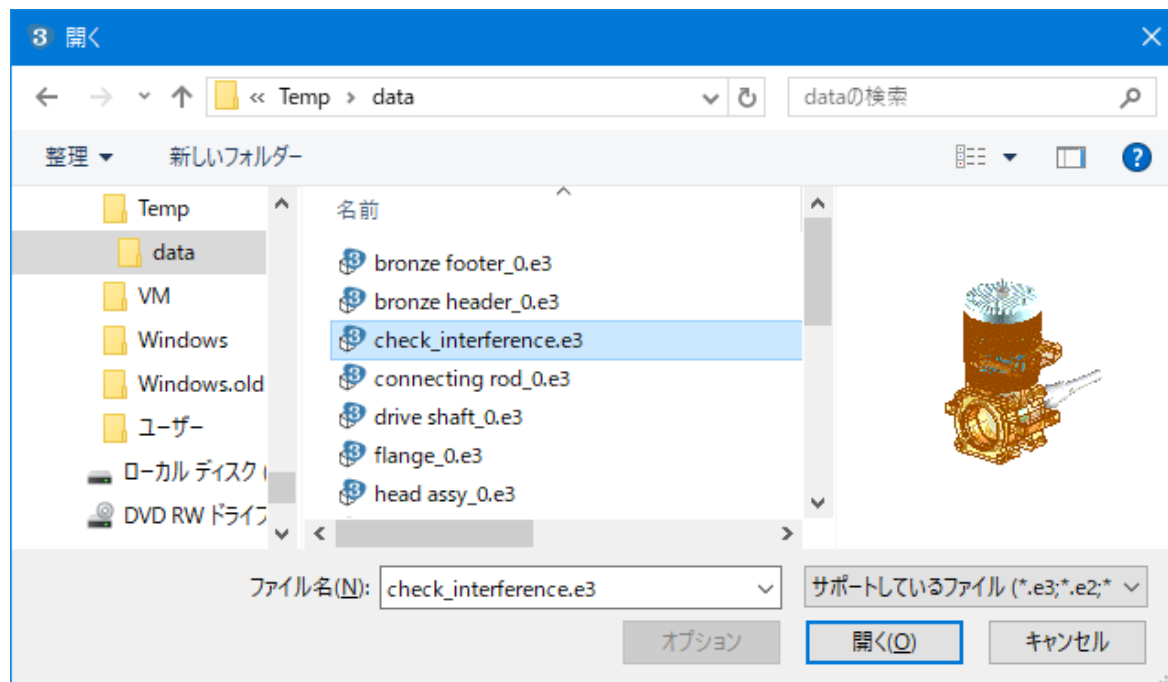 開く
« Temp › data
dataの検索
整理
新しいフォルダー
Temp
data
VM
Windows
Windows.old
ユーザー
ローカル ディスク (
DVD RW ドライブ
名前
bronze footer_0.e3
bronze header_0.e3
check_interference.e3
connecting rod_0.e3
drive shaft_0.e3
flange_0.e3
head assy_0.e3
ファイル名(N): check_interference.e3
サポートしているファイル (*.e3;*.e2;*
オプション
開く(O)
キャンセル